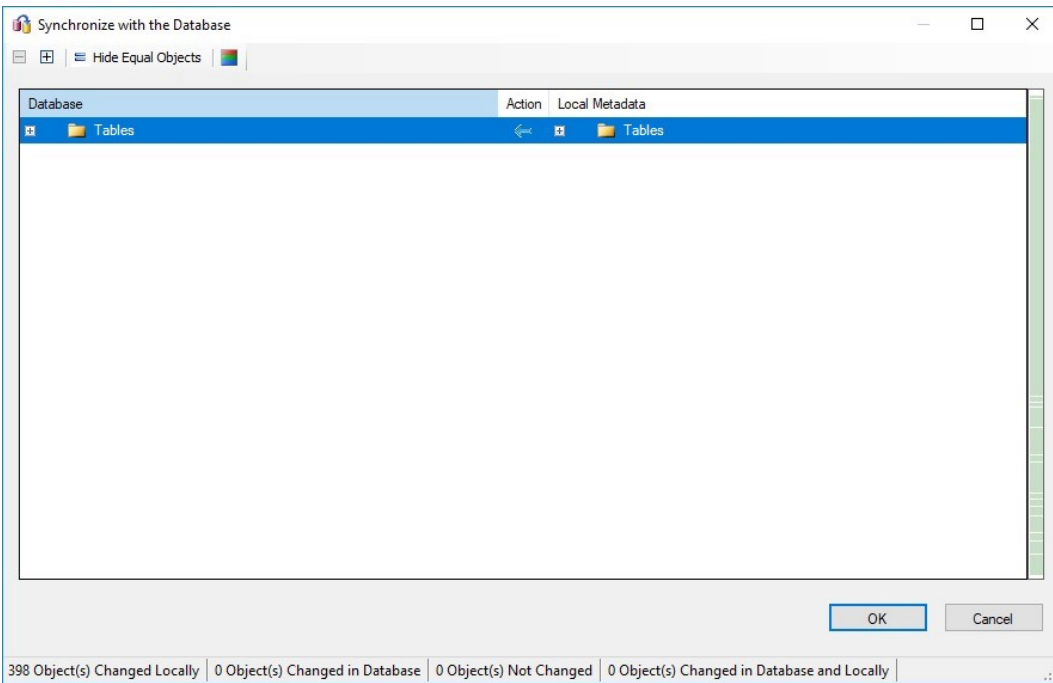 Synchronize with the Database
Hide Equal Objects
Database Action Local Metadata
Tables Tables
OK Cancel
398 Object(s) Changed Locally 0 Object(s) Changed in Database 0 Object(s) Not Changed 0 Object(s) Changed in Database and Locally